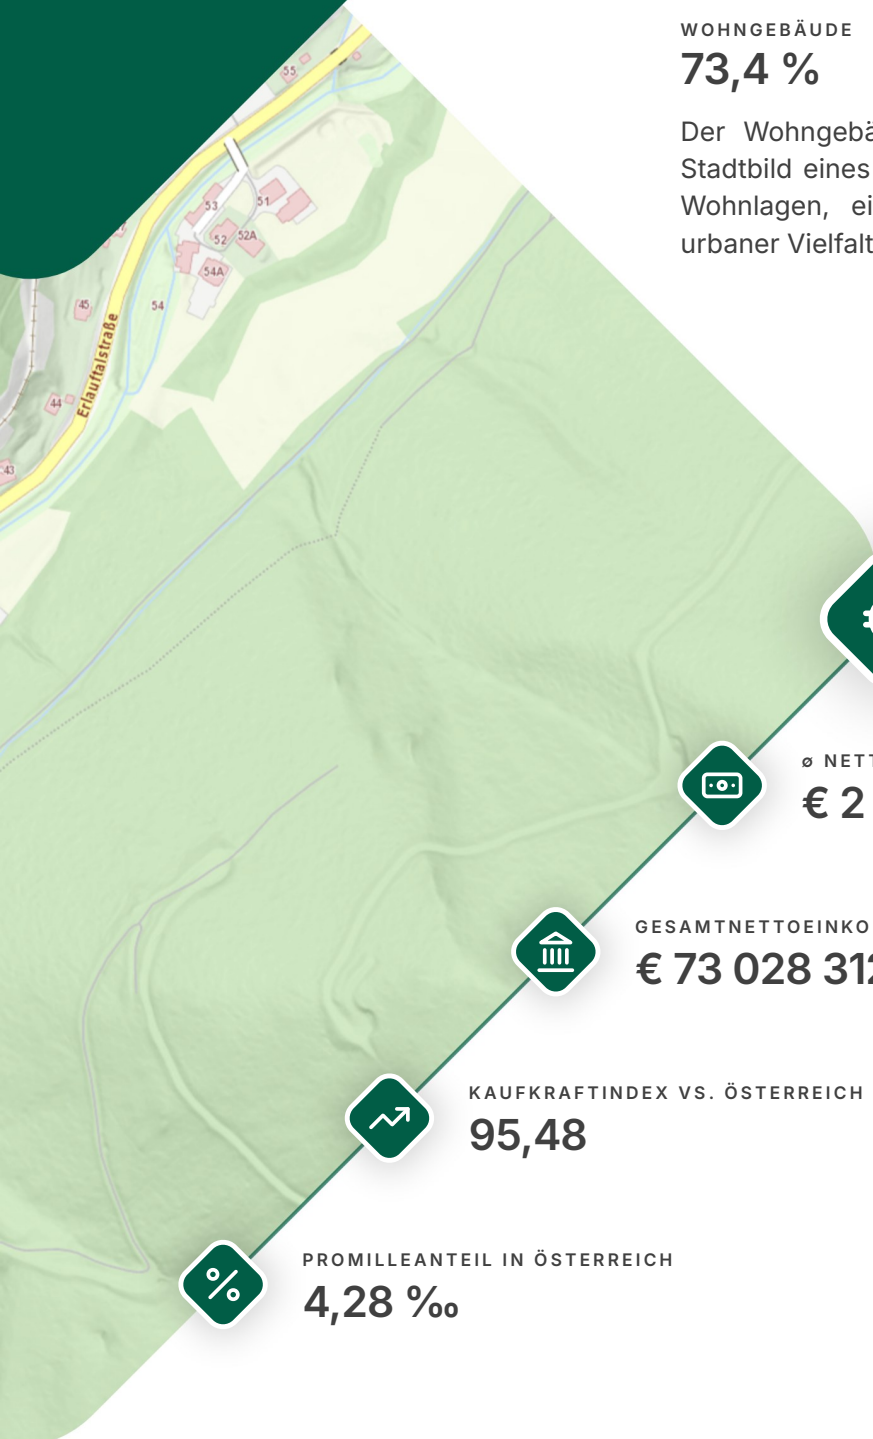 WOHNGEBÄUDE
73,4 %
Der Wohngebä
Stadtbild eines
Wohnlagen, ei
urbaner Vielfalt
55
53
51
52
52A
54A
45
54
Erlauftalstraße
44
43
ø NETT
€ 2
GESAMTNETTOEINKO
€ 73 028 312
KAUFKRAFTINDEX VS. ÖSTERREICH
95,48
PROMILLEANTEIL IN ÖSTERREICH
4,28 ‰